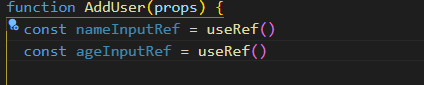 function AddUser(props) {
const nameInputRef = useRef()
const ageInputRef = useRef()